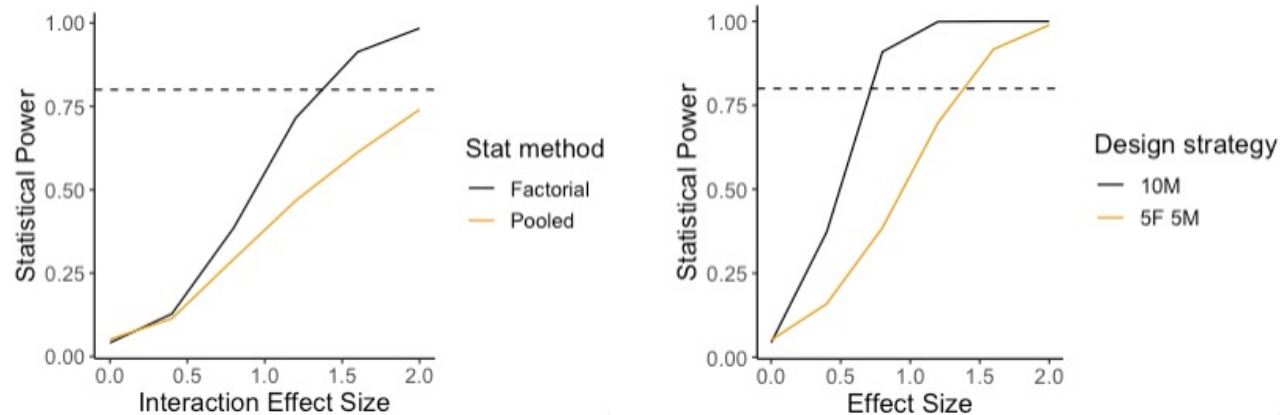 1.00
0.75
0.50
0.25
0.00
Statistical Power
0.0 0.5 1.0 1.5 2.0
Interaction Effect Size
Stat method
Factorial
Pooled
1.00
0.75
0.50
0.25
0.00
Statistical Power
0.0 0.5 1.0 1.5 2.0
Effect Size
Design strategy
10M
5F 5M